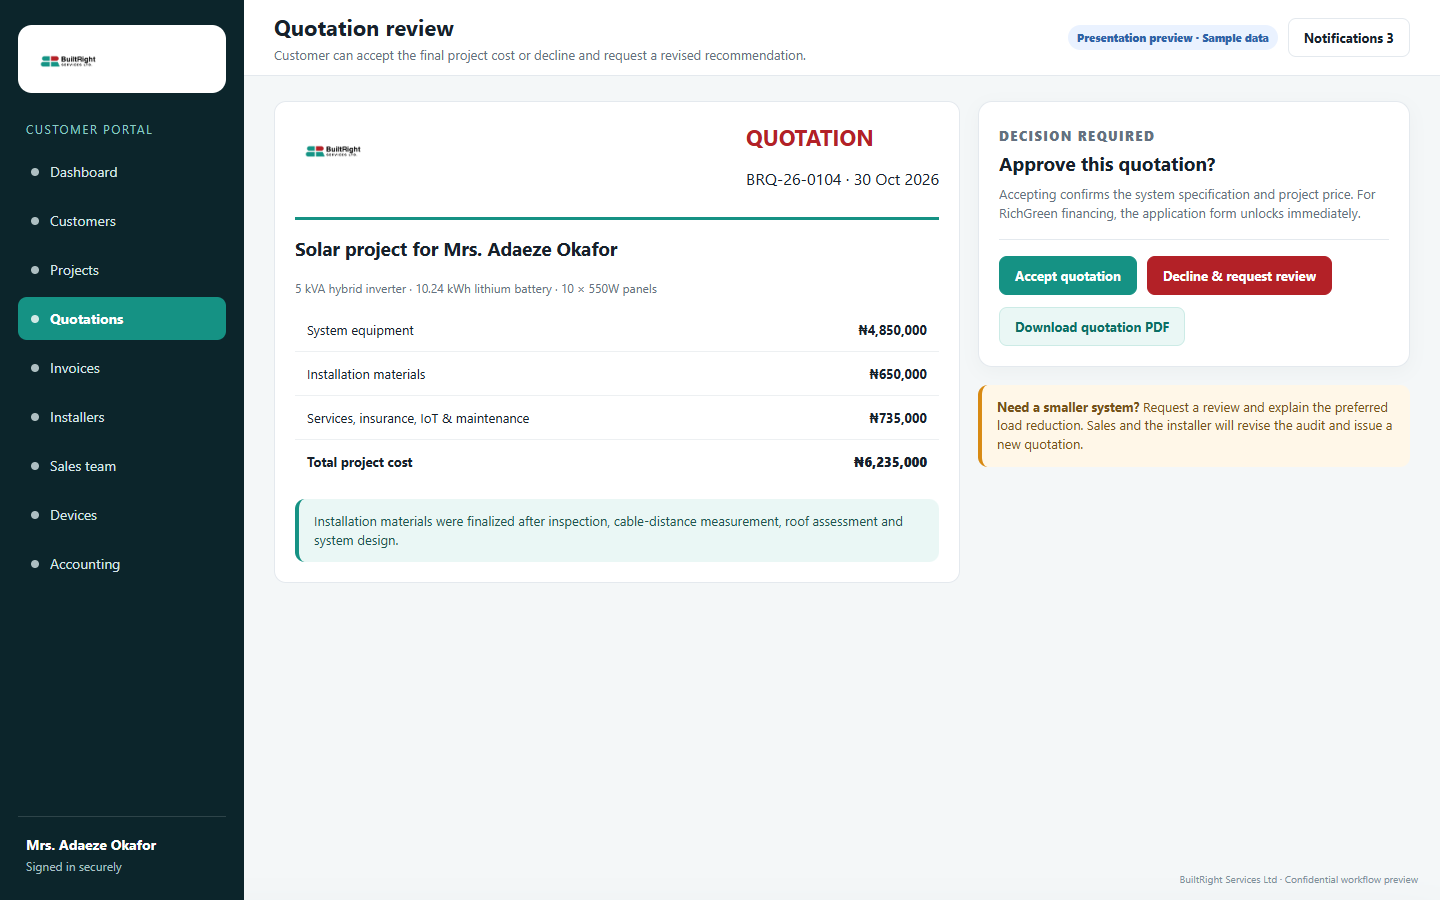 BuiltRight
SERVICES LTD
CUSTOMER PORTAL
Dashboard
Customers
Projects
Quotations
Invoices
Installers
Sales team
Devices
Accounting
Mrs. Adaeze Okafor
Signed in securely
Quotation review
Customer can accept the final project cost or decline and request a revised recommendation.
Presentation preview · Sample data
Notifications 3
BuiltRight
SERVICES LTD
QUOTATION
BRQ-26-0104 · 30 Oct 2026
Solar project for Mrs. Adaeze Okafor
5 kVA hybrid inverter · 10.24 kWh lithium battery · 10 × 550W panels
System equipment ₦4,850,000
Installation materials ₦650,000
Services, insurance, IoT & maintenance ₦735,000
Total project cost ₦6,235,000
Installation materials were finalized after inspection, cable-distance measurement, roof assessment and
system design.
DECISION REQUIRED
Approve this quotation?
Accepting confirms the system specification and project price. For
RichGreen financing, the application form unlocks immediately.
Accept quotation
Decline & request review
Download quotation PDF
Need a smaller system? Request a review and explain the preferred
load reduction. Sales and the installer will revise the audit and issue a
new quotation.
BuiltRight Services Ltd · Confidential workflow preview